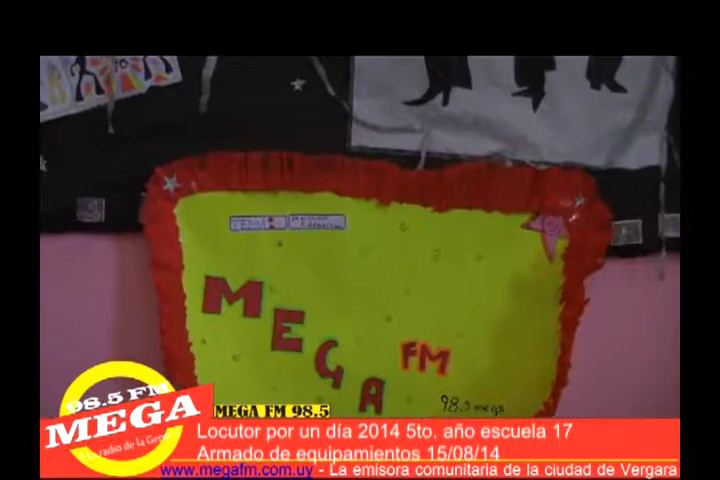 TEMA
MEGA
FM
98.5 mega
98.5 FM
MEGA
La radio de la Gente
MEGA FM 98.5
Locutor por un día 2014 5to. año escuela 17
Armado de equipamientos 15/08/14
www.megafm.com.uy - La emisora comunitaria de la ciudad de Vergara